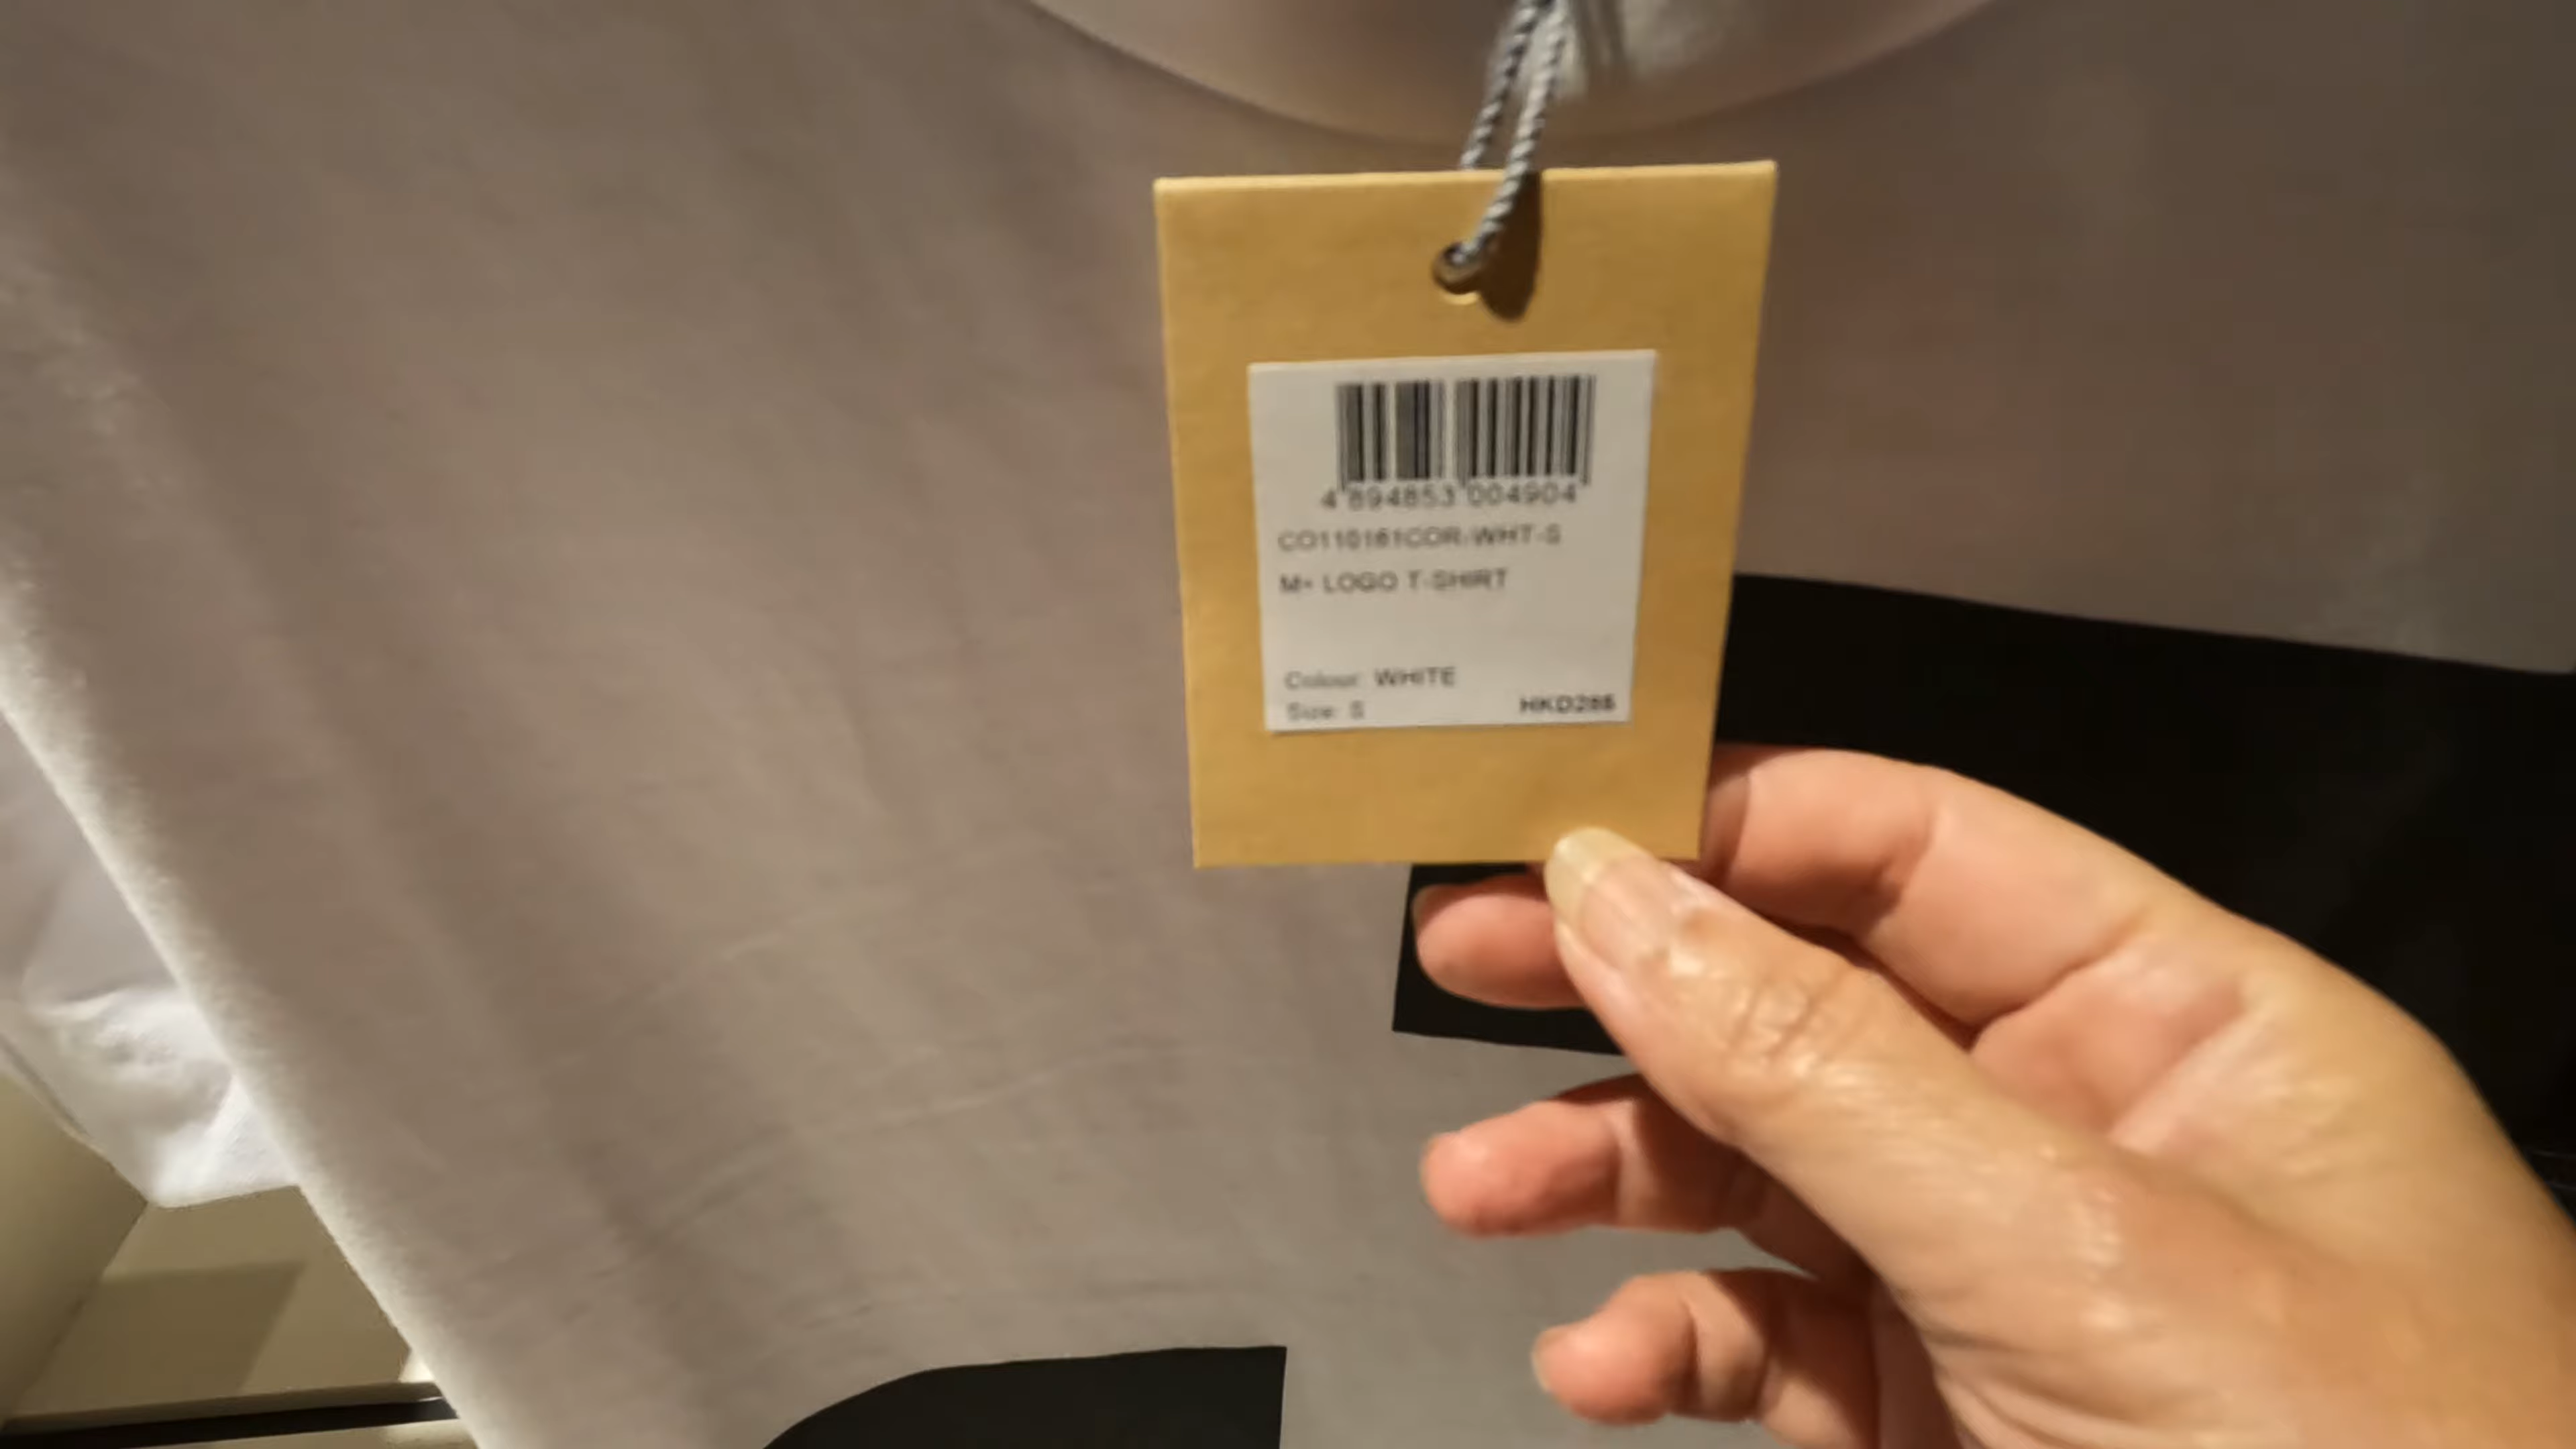 4 894853 004904
CO110161COR-WHT-S
M+ LOGO T-SHIRT
Colour: WHITE
Size: S